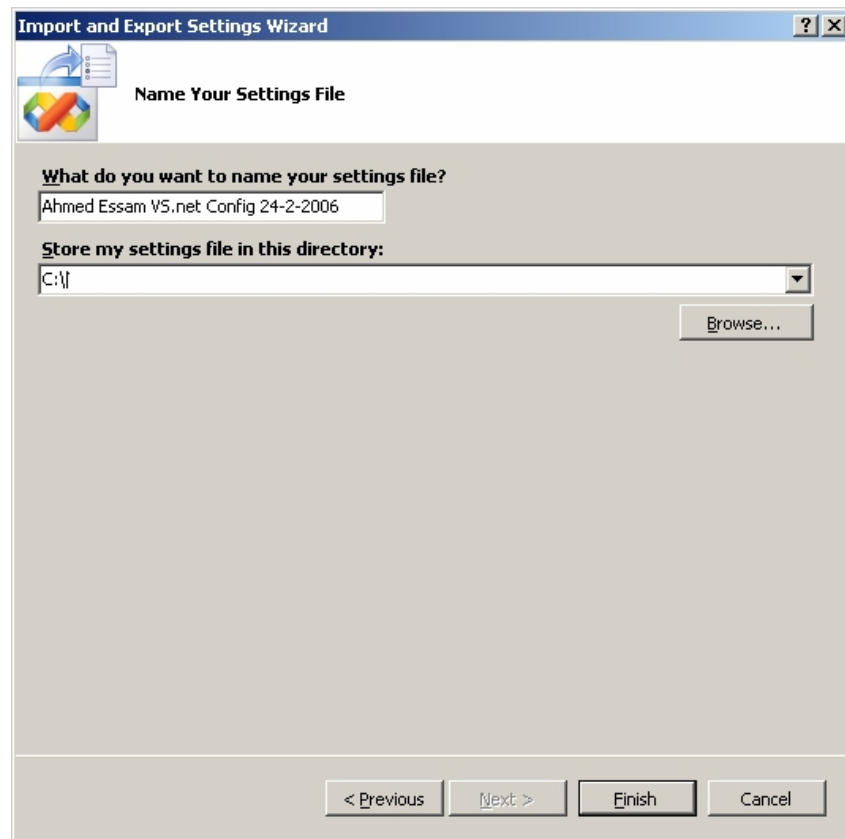 Import and Export Settings Wizard
Name Your Settings File
What do you want to name your settings file?
Ahmed Essam VS.net Config 24-2-2006
Store my settings file in this directory:
C:\
Browse...
< Previous
Next >
Finish
Cancel